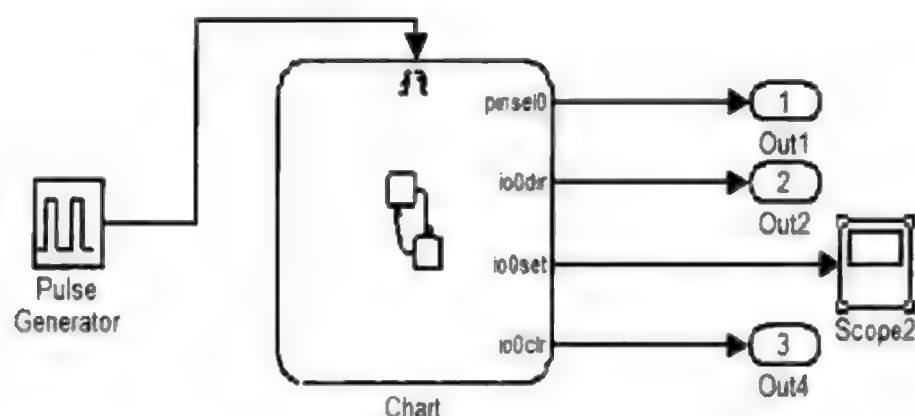 pinsel0
1
Out1
io0dir
2
Out2
io0set
Scope2
io0clr
3
Out4
Pulse
Generator
Chart